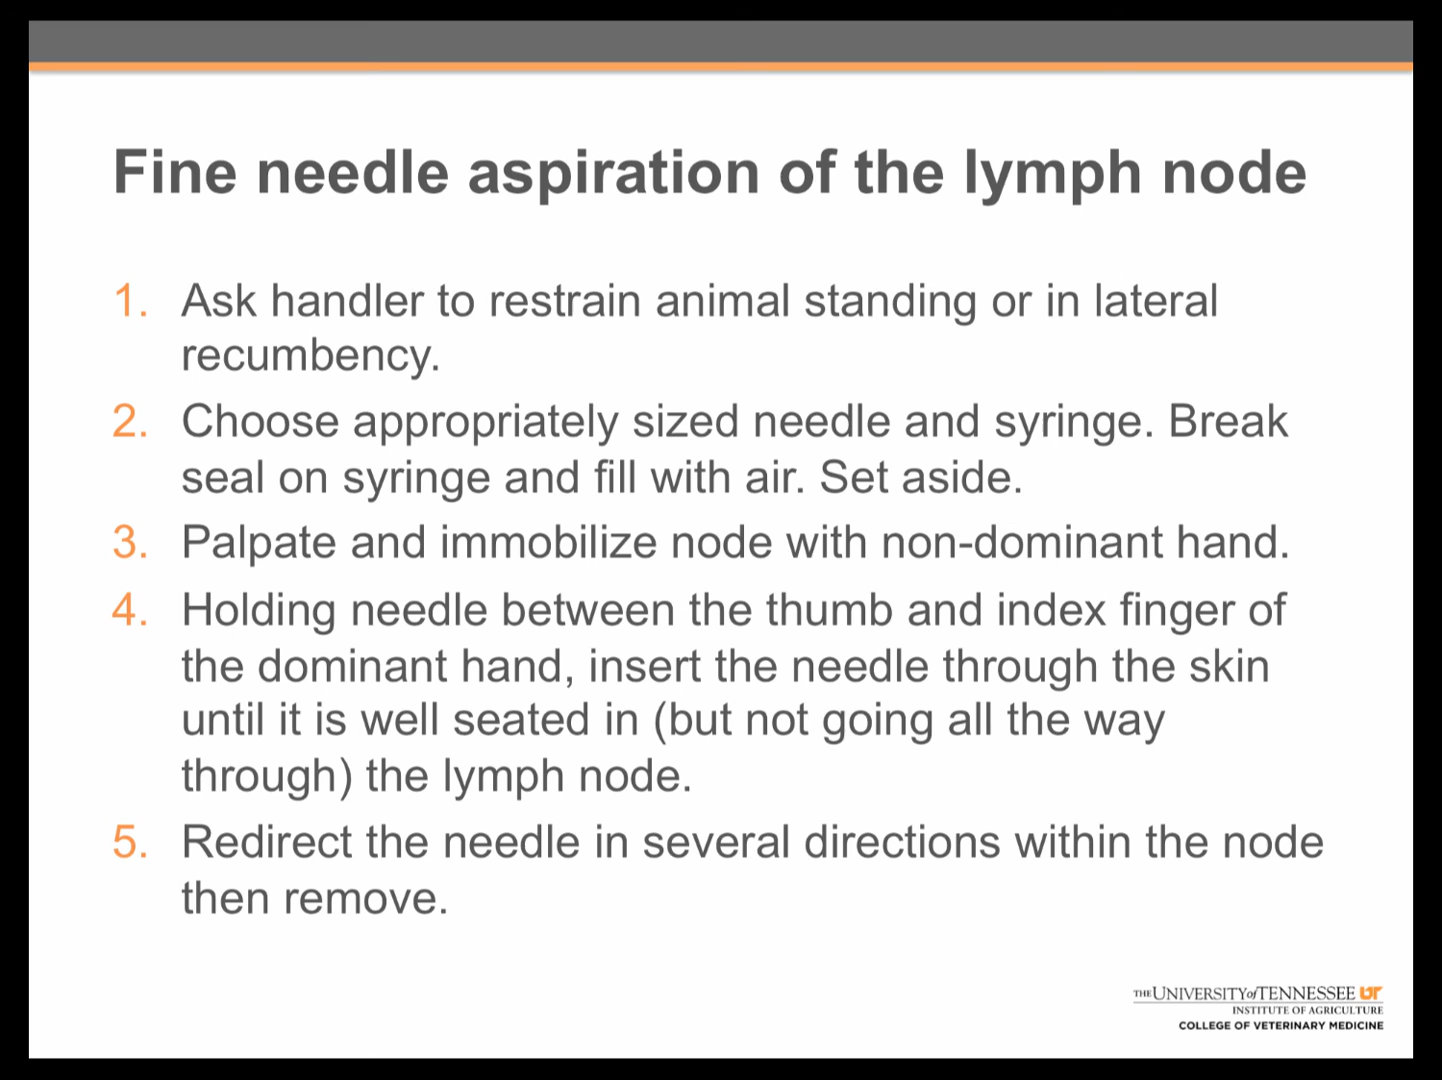 Fine needle aspiration of the lymph node
1. Ask handler to restrain animal standing or in lateral
recumbency.
2. Choose appropriately sized needle and syringe. Break
seal on syringe and fill with air. Set aside.
3. Palpate and immobilize node with non-dominant hand.
4. Holding needle between the thumb and index finger of
the dominant hand, insert the needle through the skin
until it is well seated in (but not going all the way
through) the lymph node.
5. Redirect the needle in several directions within the node
then remove.
THE UNIVERSITY of TENNESSEE UT
INSTITUTE OF AGRICULTURE
COLLEGE OF VETERINARY MEDICINE